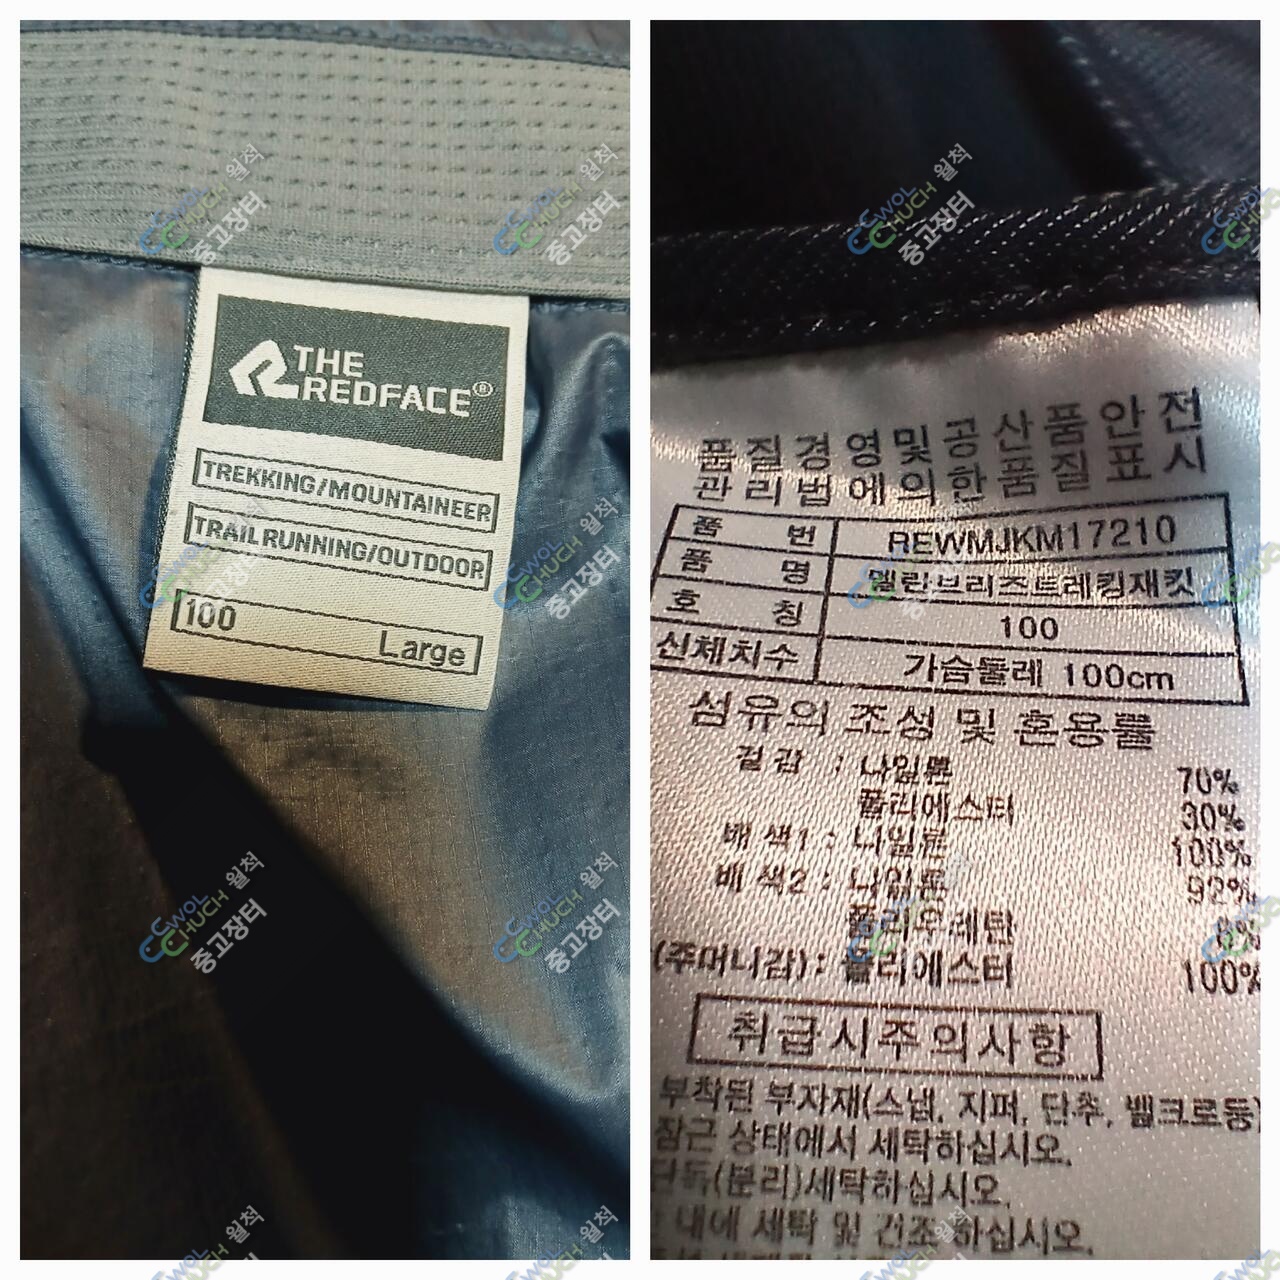 THE
REDFACE®
TREKKING/MOUNTAINEER
TRAILRUNNING/OUTDOOR
100 Large
품질경영및공산품안전
관리법에의한품질표시
품 번 REWMJKM17210
품 명 멜란브리즈트레킹재킷
호 칭 100
신체치수 가슴둘레 100cm
섬유의 조성 및 혼용률
겉감 : 나일론 70%
폴리에스터 30%
배색1 : 나일론 100%
배색2 : 나일론 92%
폴리우레탄 8%
(주머니감) : 폴리에스터 100%
취급시주의사항
부착된 부자재(스냅, 지퍼, 단추, 벨크로등)
잠근 상태에서 세탁하십시오.
단독(분리)세탁하십시오.
내에 세탁 및 건조 하십시오.
CWOL
CHUCH 월척
중고장터